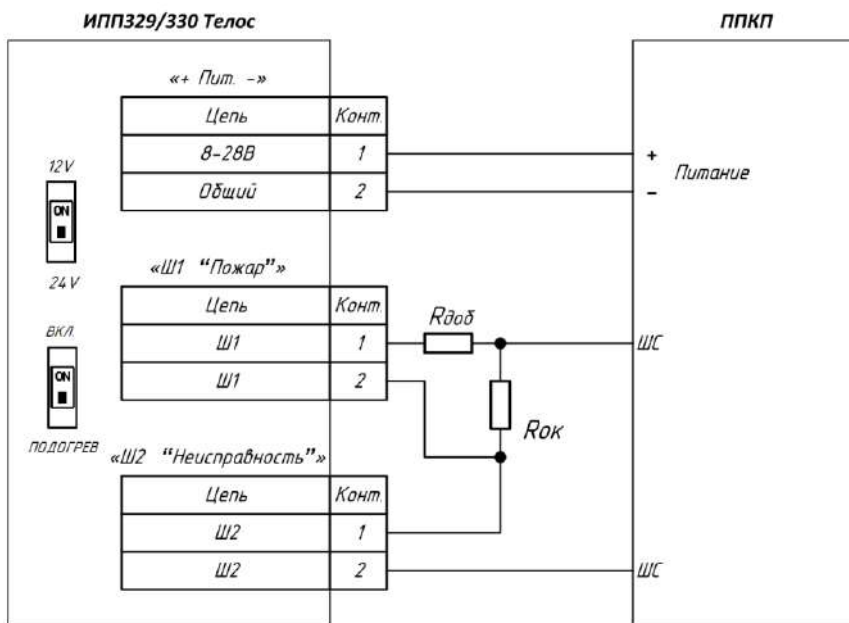 ИПП329/330 Телос
ППКП
«+ Пит. -»
Цепь Конт.
8-28В 1
Общий 2
+
-
Питание
12V
ON
24V
«Ш1 “Пожар”»
Цепь Конт.
Ш1 1
Ш1 2
Rдоб
ШС
ВКЛ.
ON
ПОДОГРЕВ
Rок
«Ш2 “Неисправность”»
Цепь Конт.
Ш2 1
Ш2 2
ШС